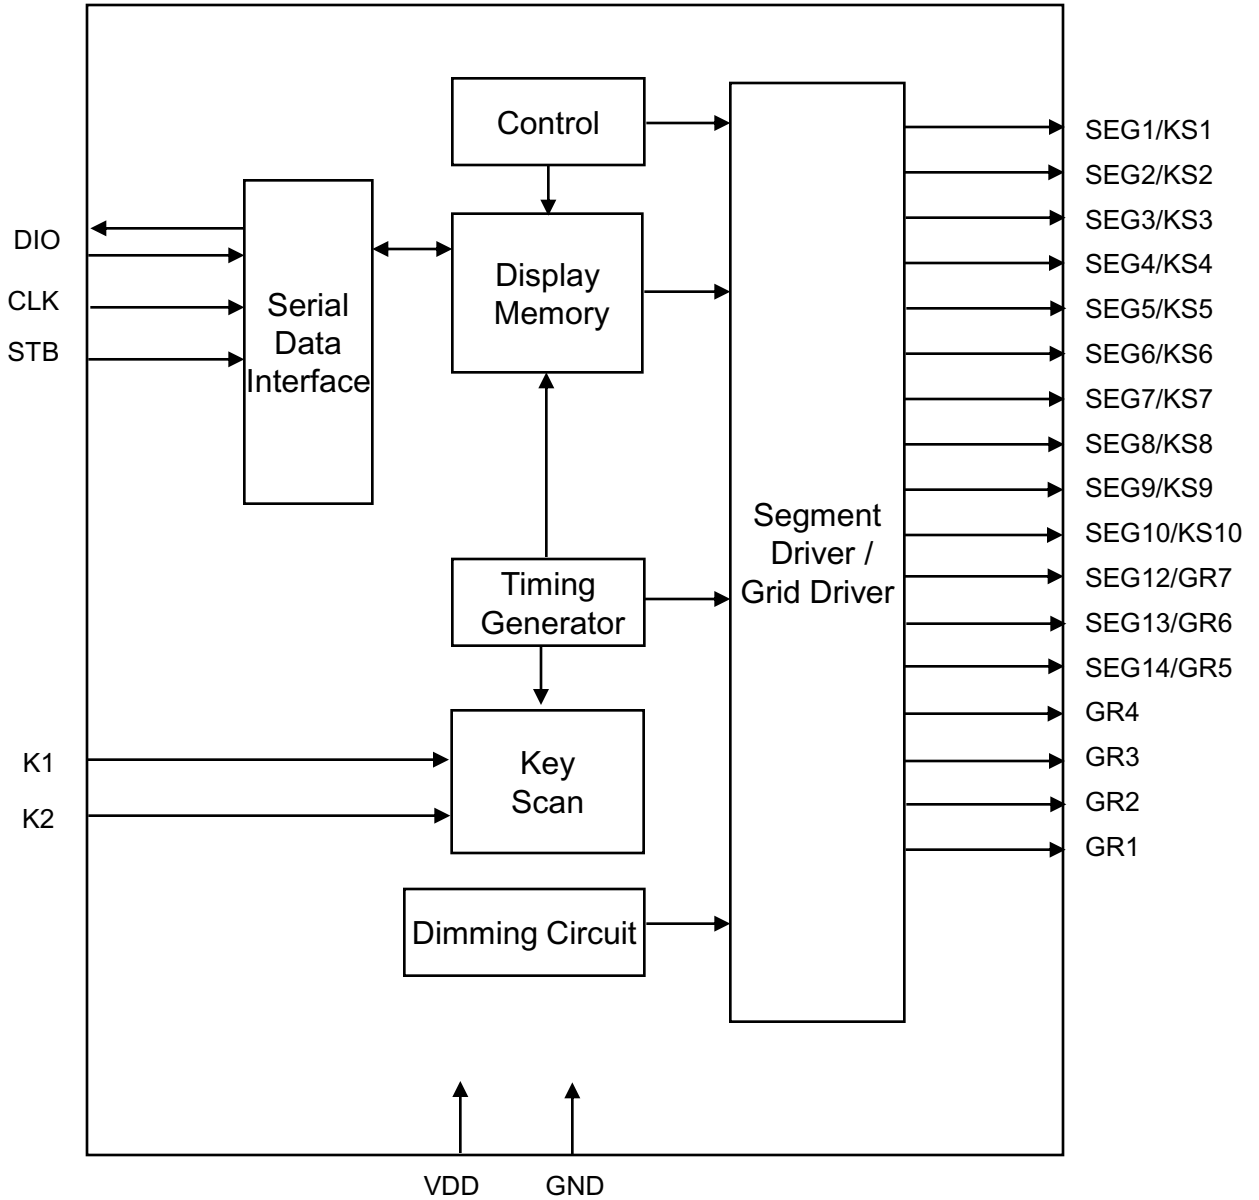 DIO
CLK
STB
K1
K2
Serial
Data
Interface
Control
Display
Memory
Timing
Generator
Key
Scan
Dimming Circuit
Segment
Driver /
Grid Driver
SEG1/KS1
SEG2/KS2
SEG3/KS3
SEG4/KS4
SEG5/KS5
SEG6/KS6
SEG7/KS7
SEG8/KS8
SEG9/KS9
SEG10/KS10
SEG12/GR7
SEG13/GR6
SEG14/GR5
GR4
GR3
GR2
GR1
VDD
GND